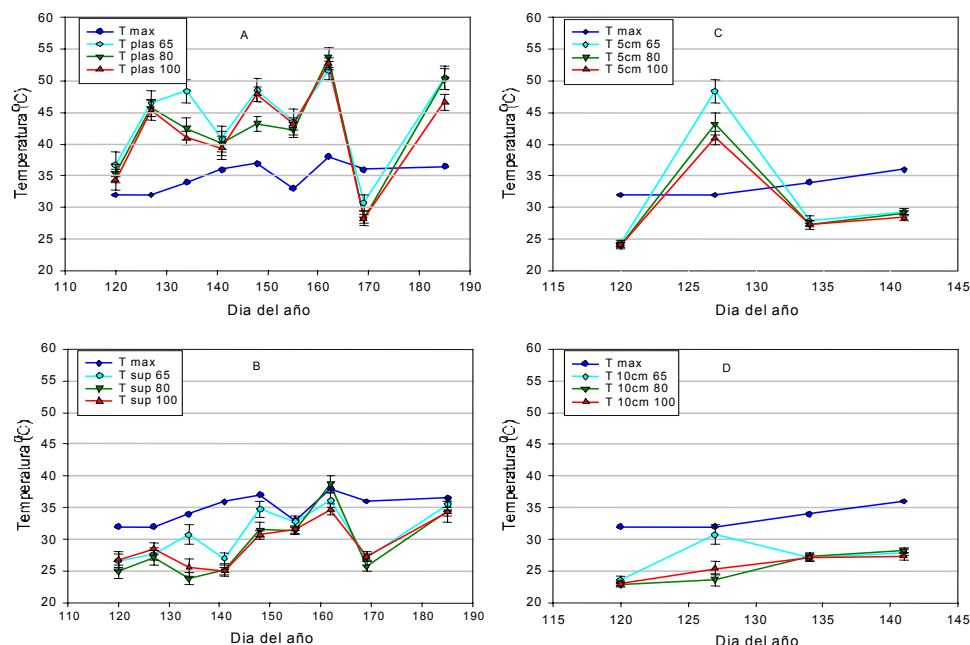 A
T max
T plas 65
T plas 80
T plas 100
60
55
50
45
40
35
30
25
20
110 120 130 140 150 160 170 180 190
Temperatura (ºC)
Dia del año
C
T max
T 5cm 65
T 5cm 80
T 5cm 100
60
55
50
45
40
35
30
25
20
115 120 125 130 135 140 145
Temperatura (ºC)
Dia del año
B
T max
T sup 65
T sup 80
T sup 100
60
55
50
45
40
35
30
25
20
110 120 130 140 150 160 170 180 190
Temperatura (ºC)
Dia del año
D
T max
T 10cm 65
T 10cm 80
T 10cm 100
60
55
50
45
40
35
30
25
20
115 120 125 130 135 140 145
Temperatura (ºC)
Dia del año